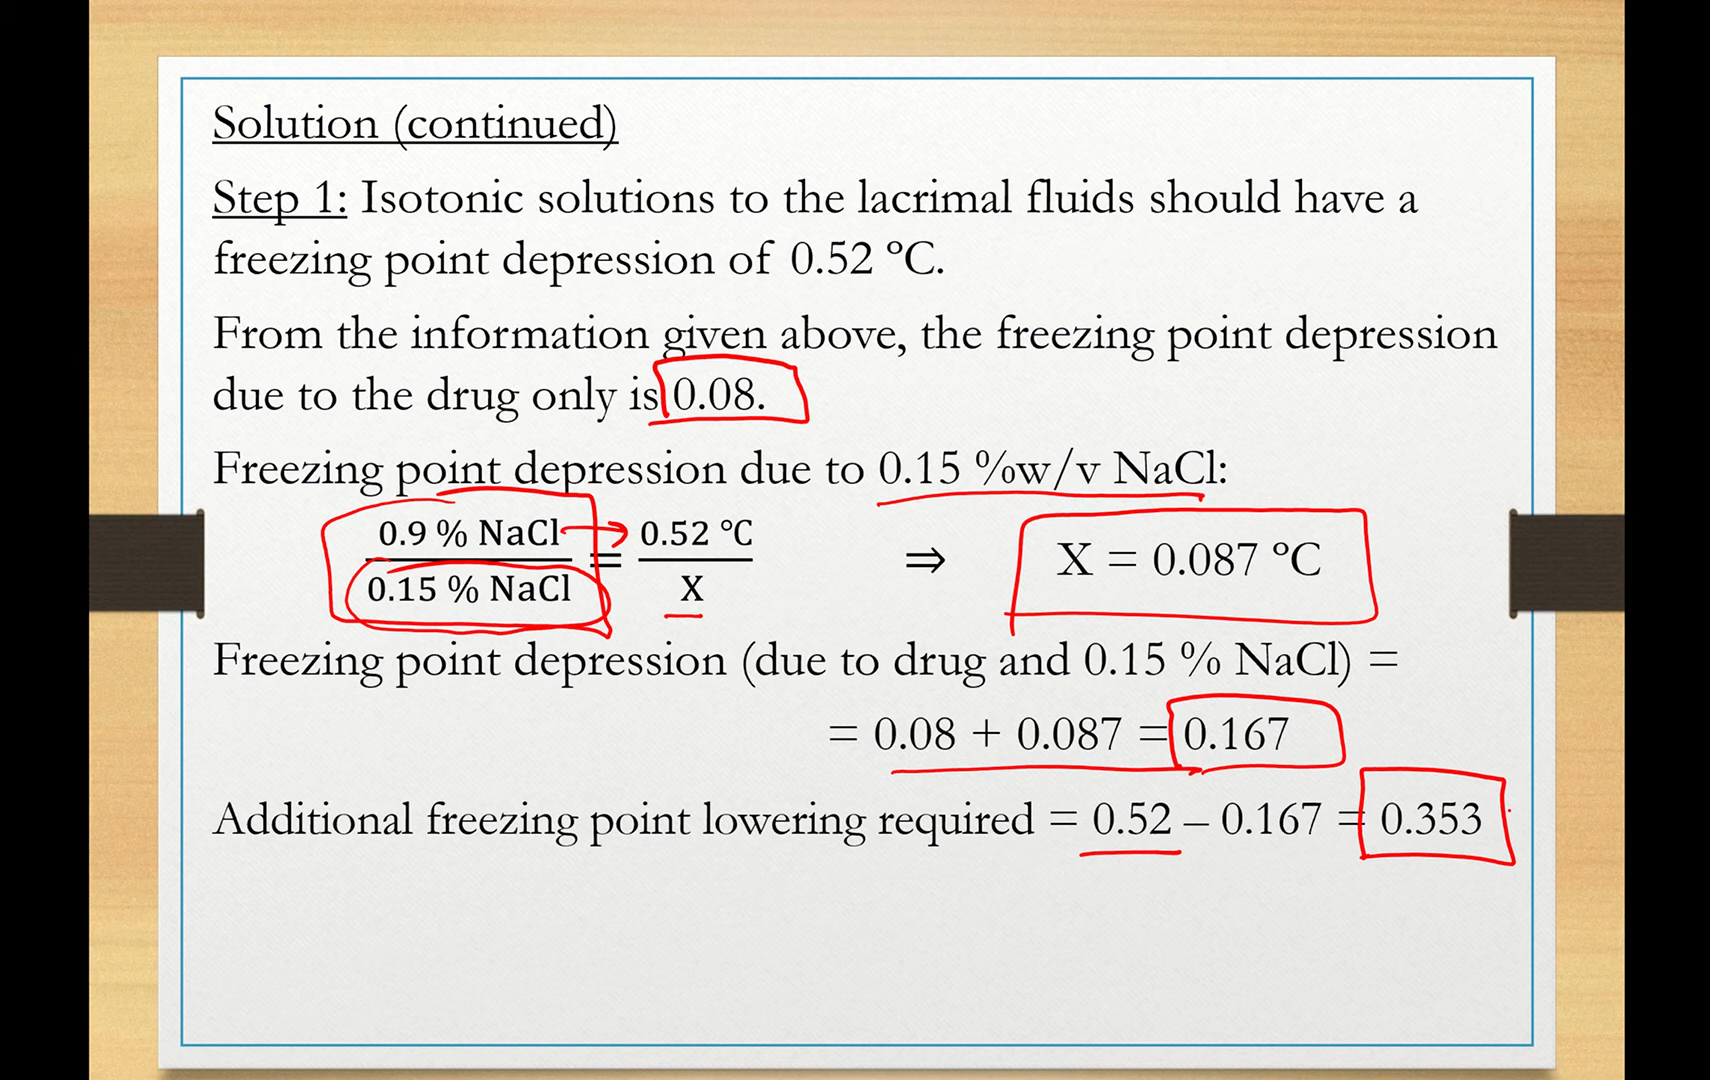 Solution (continued)
Step 1: Isotonic solutions to the lacrimal fluids should have a
freezing point depression of 0.52 ºC.
From the information given above, the freezing point depression
due to the drug only is 0.08.
Freezing point depression due to 0.15 %w/v NaCl:
0.9 % NaCl / 0.15 % NaCl = 0.52 °C / X ⇒ X = 0.087 ºC
Freezing point depression (due to drug and 0.15 % NaCl) =
= 0.08 + 0.087 = 0.167
Additional freezing point lowering required = 0.52 – 0.167 = 0.353